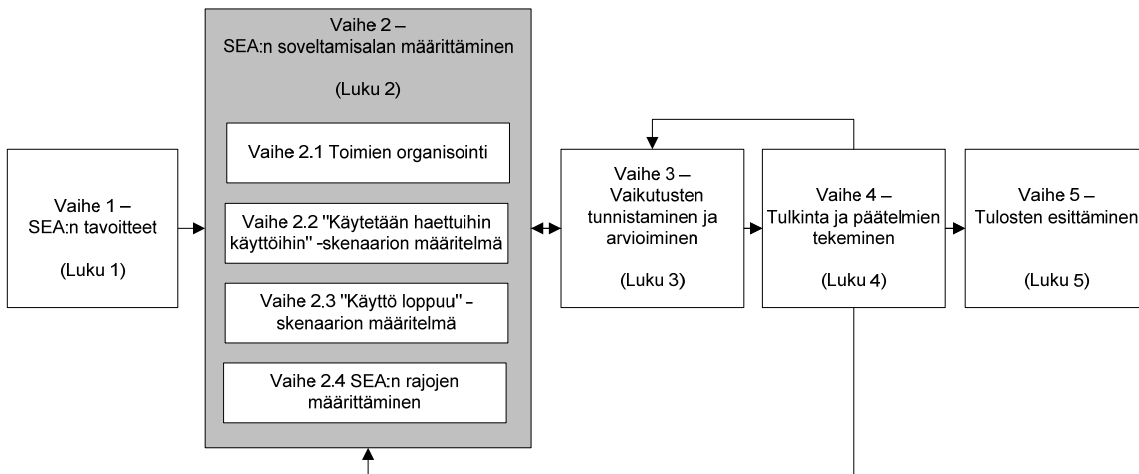 Vaihe 1 –
SEA:n tavoitteet
(Luku 1)
Vaihe 2 –
SEA:n soveltamisalan määrittäminen
(Luku 2)
Vaihe 2.1 Toimien organisointi
Vaihe 2.2 "Käytetään haettuihin
käyttöihin" -skenaarion määritelmä
Vaihe 2.3 "Käyttö loppuu" -
skenaarion määritelmä
Vaihe 2.4 SEA:n rajojen
määrittäminen
Vaihe 3 –
Vaikutusten
tunnistaminen ja
arvioiminen
(Luku 3)
Vaihe 4 –
Tulkinta ja päätelmien
tekeminen
(Luku 4)
Vaihe 5 –
Tulosten esittäminen
(Luku 5)